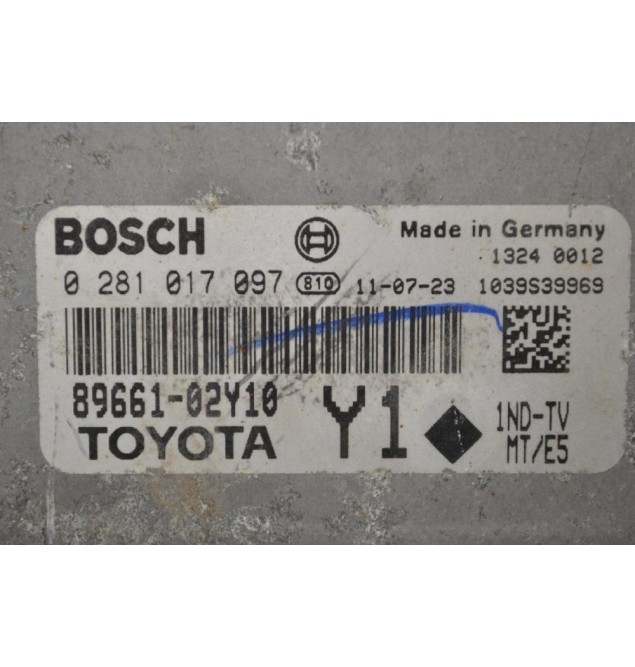 BOSCH Made in Germany
1324 0012
0 281 017 097 810 11-07-23 1039S39969
89661-02Y10 Y1 1ND-TV
TOYOTA MT/E5